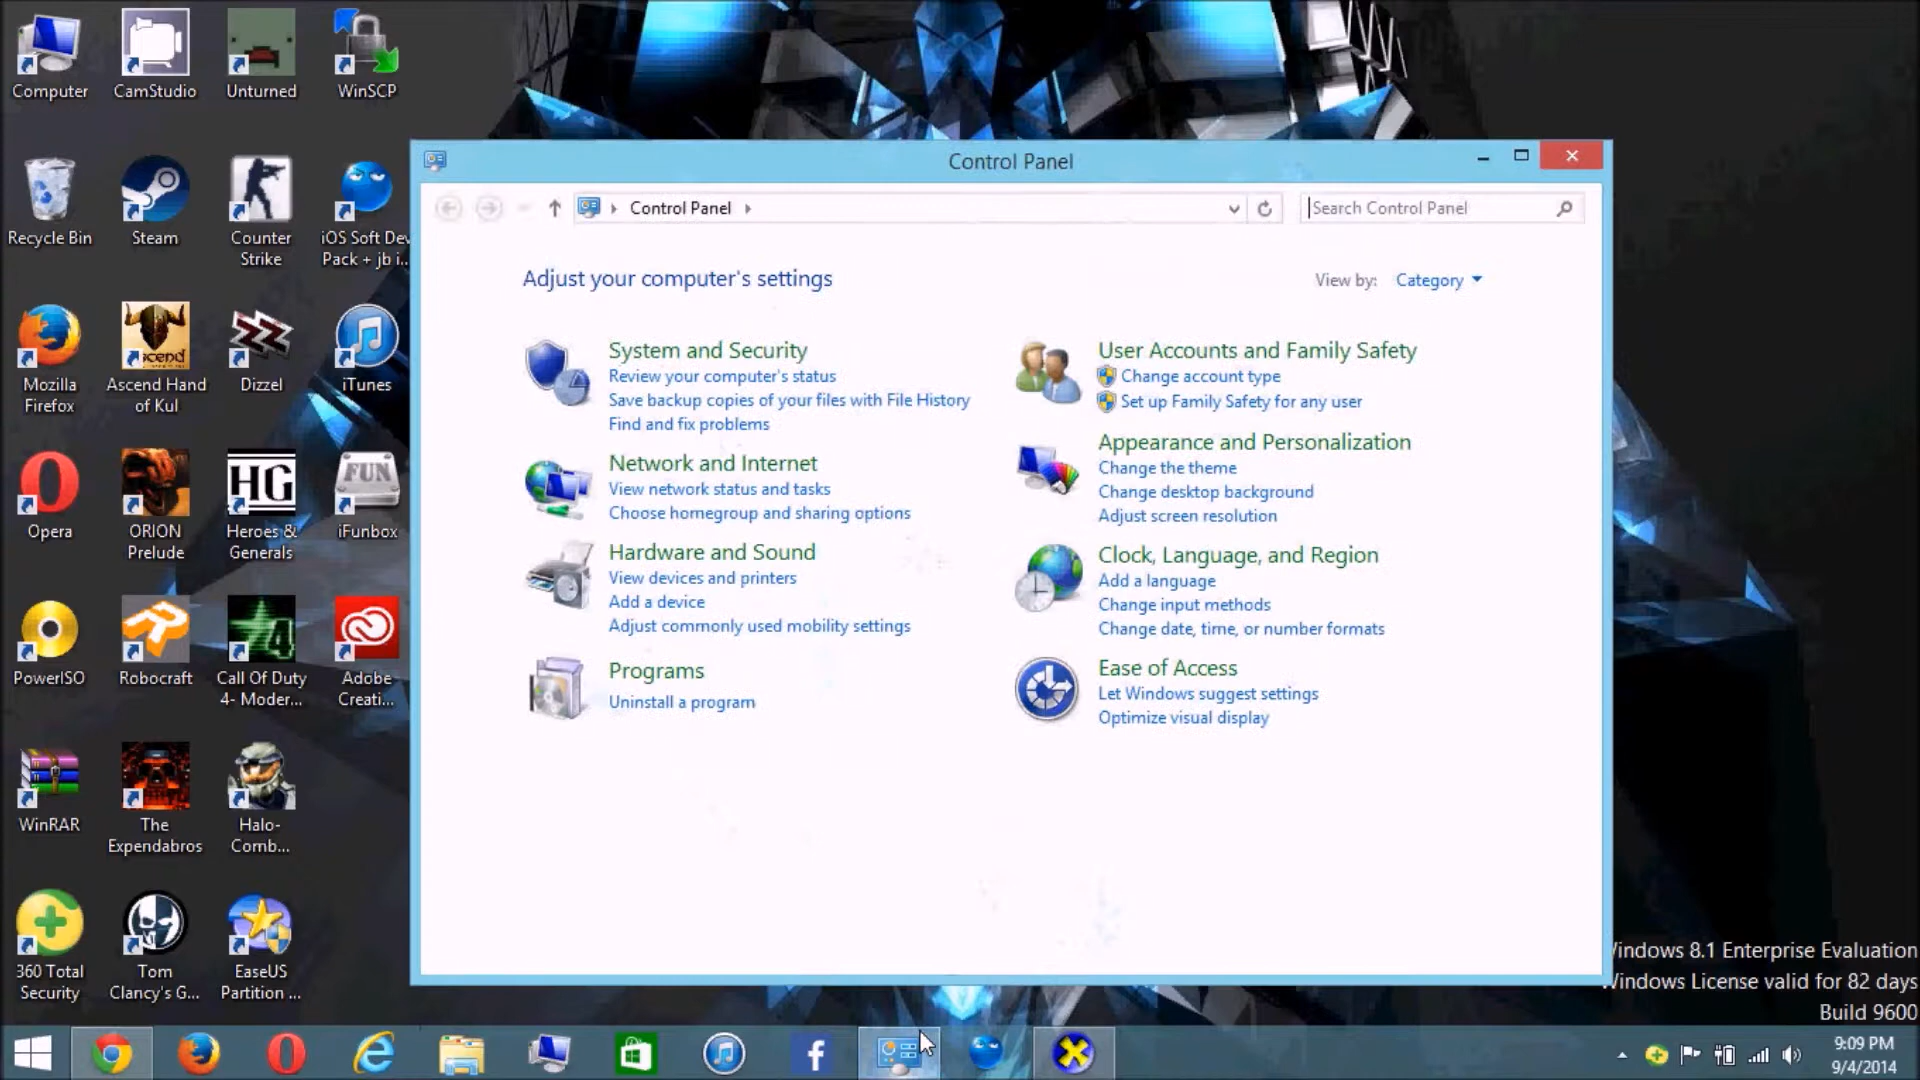 Computer
CamStudio
Unturned
WinSCP
Recycle Bin
Steam
Counter
Strike
iOS Soft Dev
Pack + jb i...
Mozilla
Firefox
Ascend Hand
of Kul
Dizzel
iTunes
Opera
ORION
Prelude
HG
Heroes &
Generals
FUN
iFunbox
PowerISO
Robocraft
4
Call Of Duty
4- Moder...
Adobe
Creati...
WinRAR
The
Expendabros
Halo-
Comb...
360 Total
Security
Tom
Clancy's G...
EaseUS
Partition ...
Control Panel
Control Panel
Search Control Panel
Adjust your computer's settings
View by: Category
System and Security
Review your computer's status
Save backup copies of your files with File History
Find and fix problems
Network and Internet
View network status and tasks
Choose homegroup and sharing options
Hardware and Sound
View devices and printers
Add a device
Adjust commonly used mobility settings
Programs
Uninstall a program
User Accounts and Family Safety
Change account type
Set up Family Safety for any user
Appearance and Personalization
Change the theme
Change desktop background
Adjust screen resolution
Clock, Language, and Region
Add a language
Change input methods
Change date, time, or number formats
Ease of Access
Let Windows suggest settings
Optimize visual display
Windows 8.1 Enterprise Evaluation
Windows License valid for 82 days
Build 9600
9:09 PM
9/4/2014